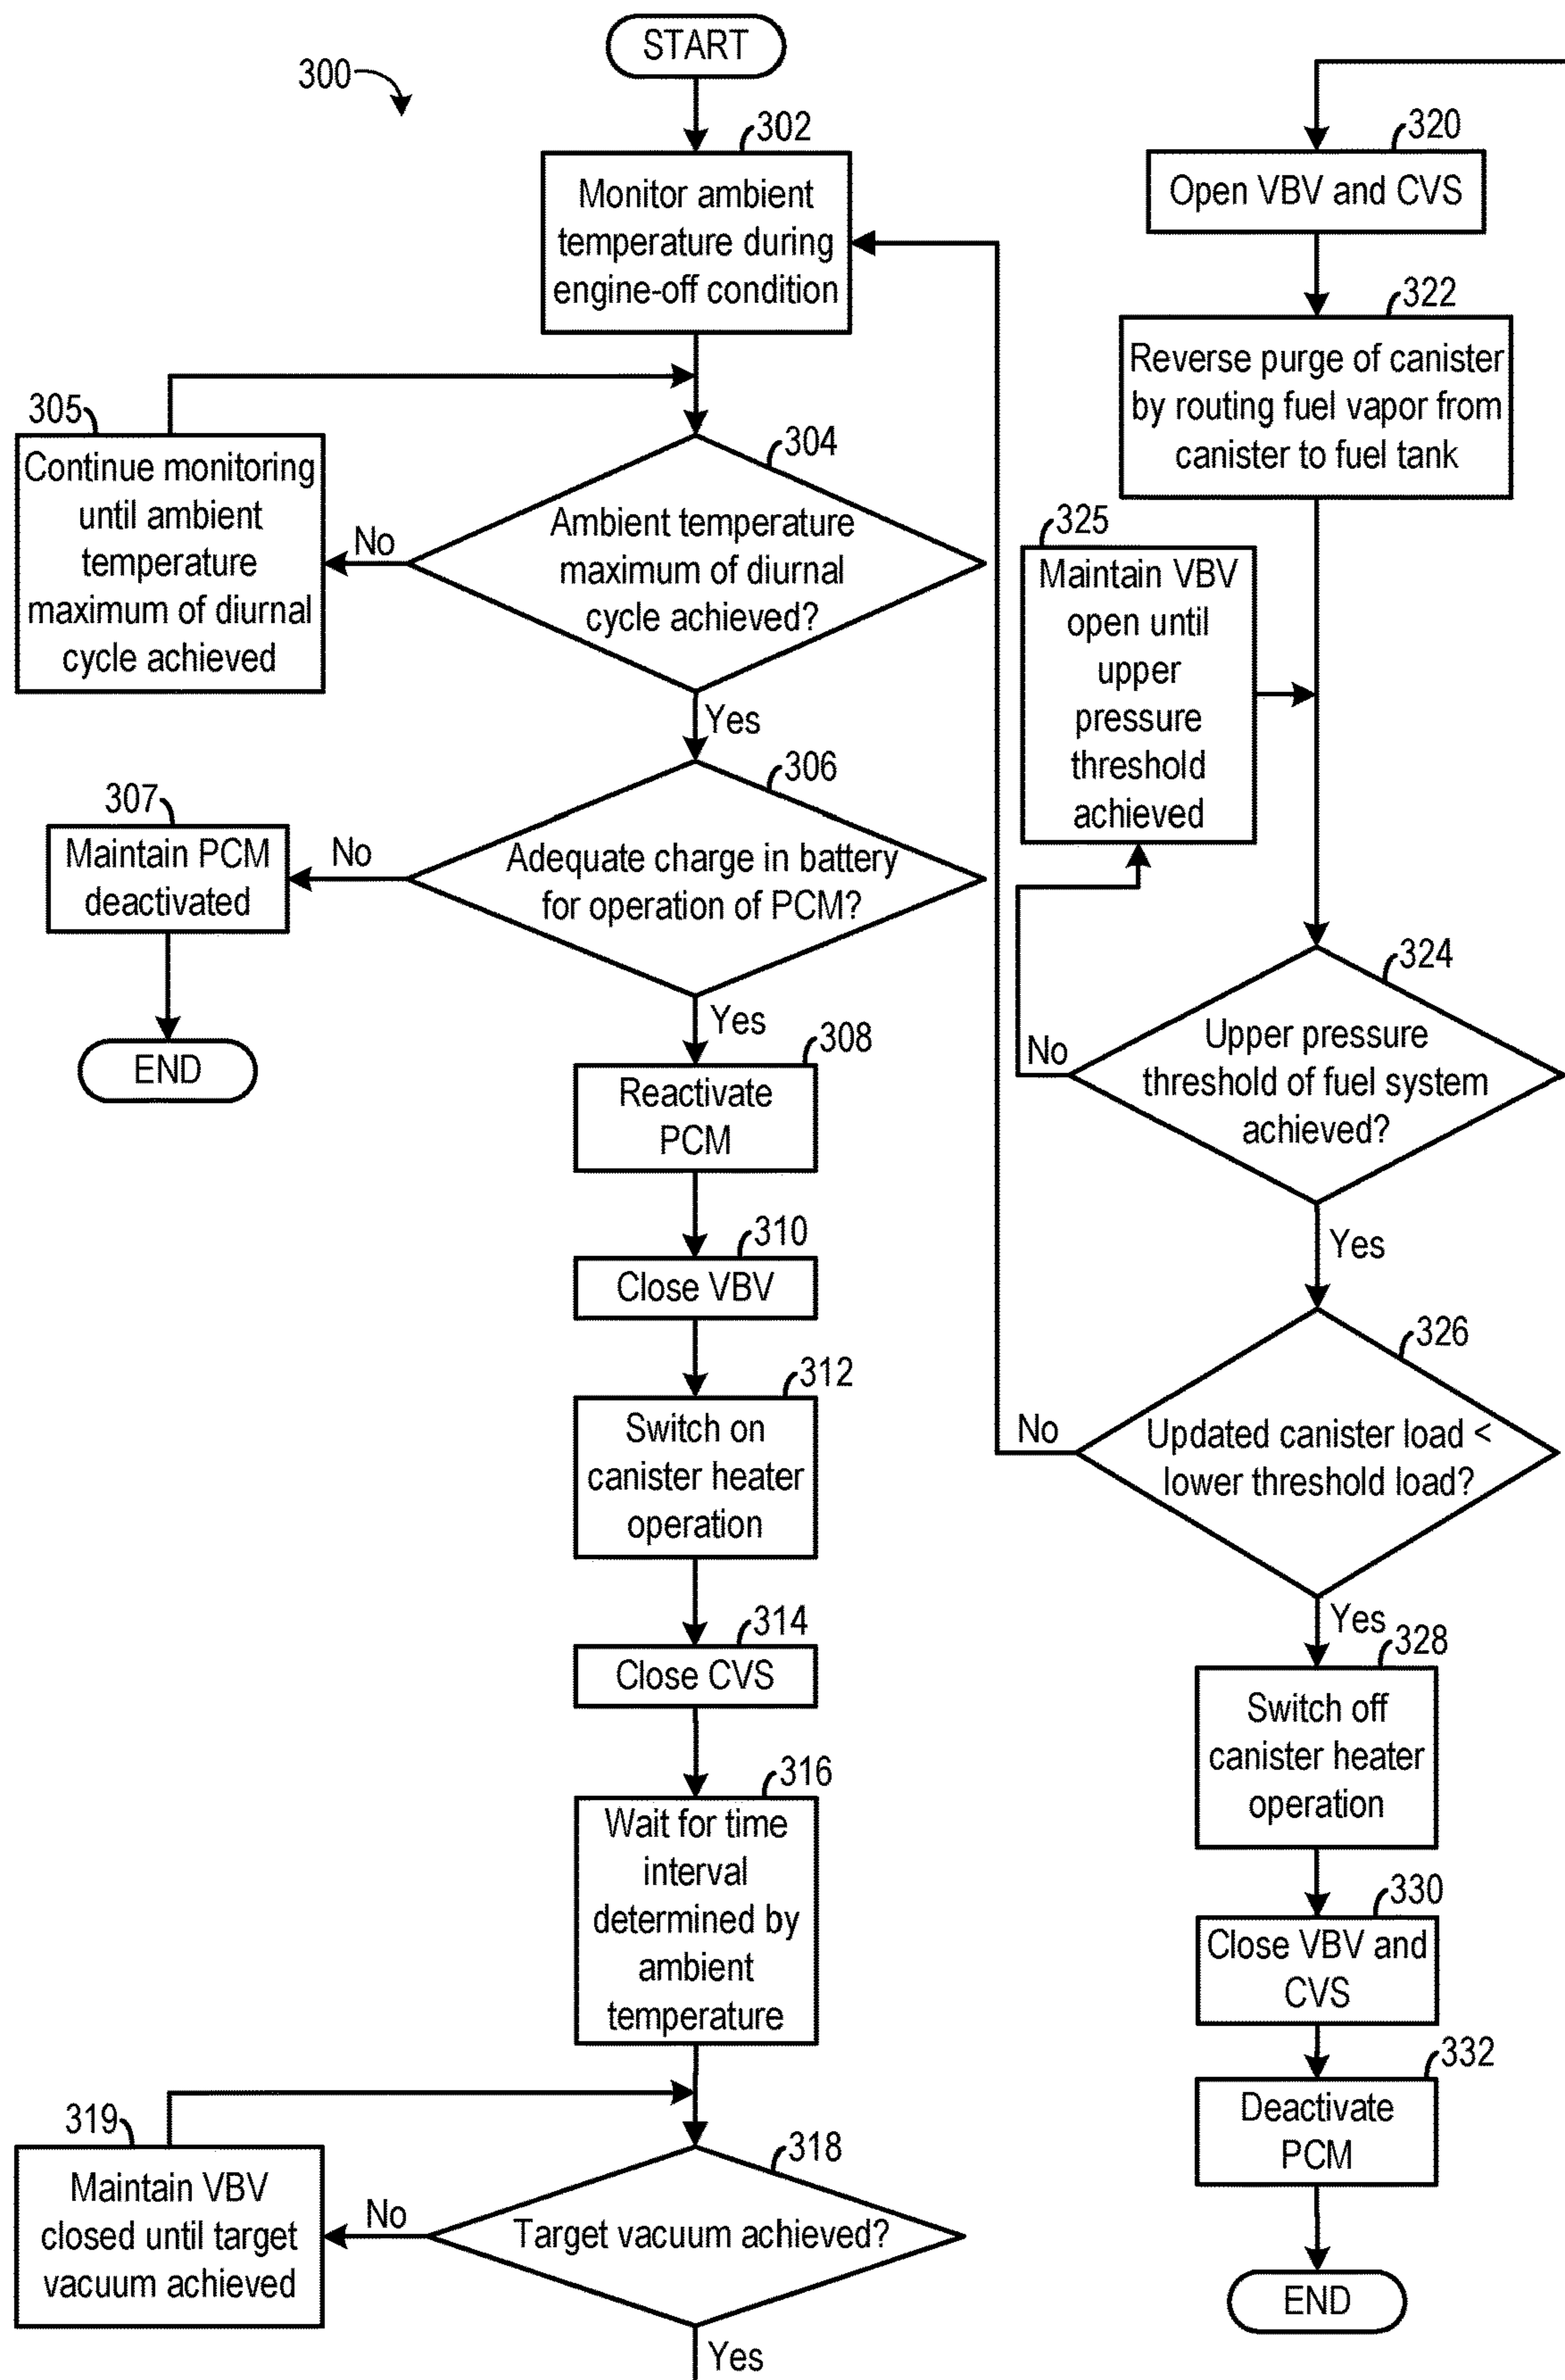 300
START
302
Monitor ambient
temperature during
engine-off condition
305
Continue monitoring
until ambient
temperature
maximum of diurnal
cycle achieved
No
304
Ambient temperature
maximum of diurnal
cycle achieved?
Yes
306
Adequate charge in battery
for operation of PCM?
No
307
Maintain PCM
deactivated
END
Yes
308
Reactivate
PCM
310
Close VBV
312
Switch on
canister heater
operation
314
Close CVS
316
Wait for time
interval
determined by
ambient
temperature
319
Maintain VBV
closed until target
vacuum achieved
No
318
Target vacuum achieved?
Yes
320
Open VBV and CVS
322
Reverse purge of canister
by routing fuel vapor from
canister to fuel tank
325
Maintain VBV
open until
upper
pressure
threshold
achieved
324
No
Upper pressure
threshold of fuel system
achieved?
Yes
326
No
Updated canister load <
lower threshold load?
Yes
328
Switch off
canister heater
operation
330
Close VBV and
CVS
332
Deactivate
PCM
END